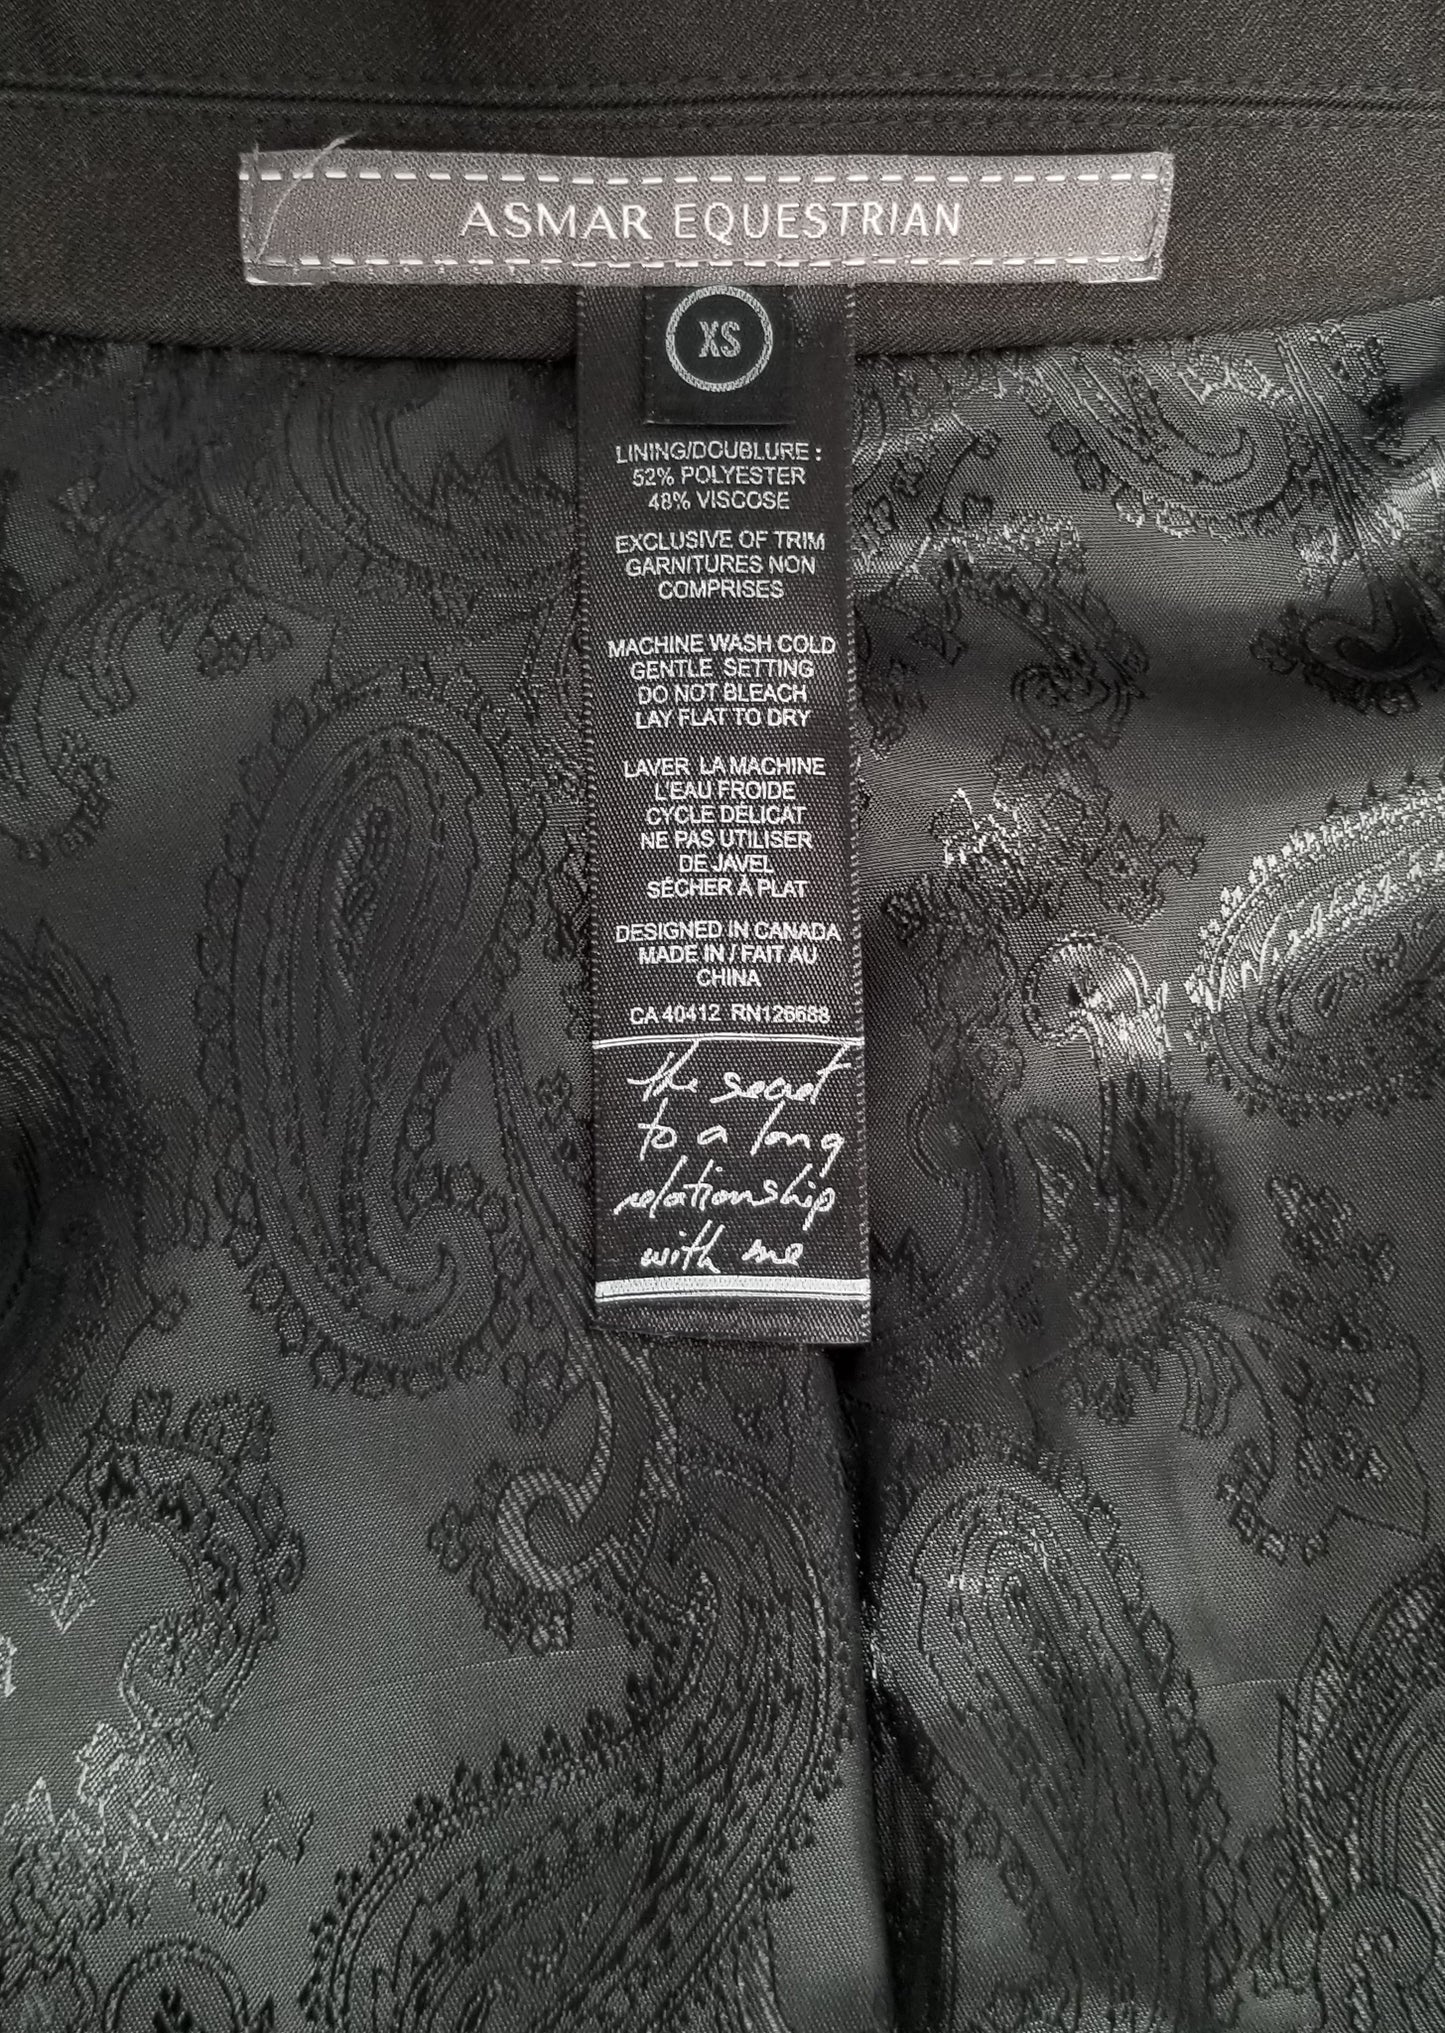 ASMAR EQUESTRIAN
XS
LINING/DOUBLURE :
52% POLYESTER
48% VISCOSE
EXCLUSIVE OF TRIM
GARNITURES NON
COMPRISES
MACHINE WASH COLD
GENTLE SETTING
DO NOT BLEACH
LAY FLAT TO DRY
LAVER LA MACHINE
L'EAU FROIDE
CYCLE DÉLICAT
NE PAS UTILISER
DE JAVEL
SÉCHER À PLAT
DESIGNED IN CANADA
MADE IN / FAIT AU
CHINA
CA 40412 RN126688
the secret
to a long
relationship
with me